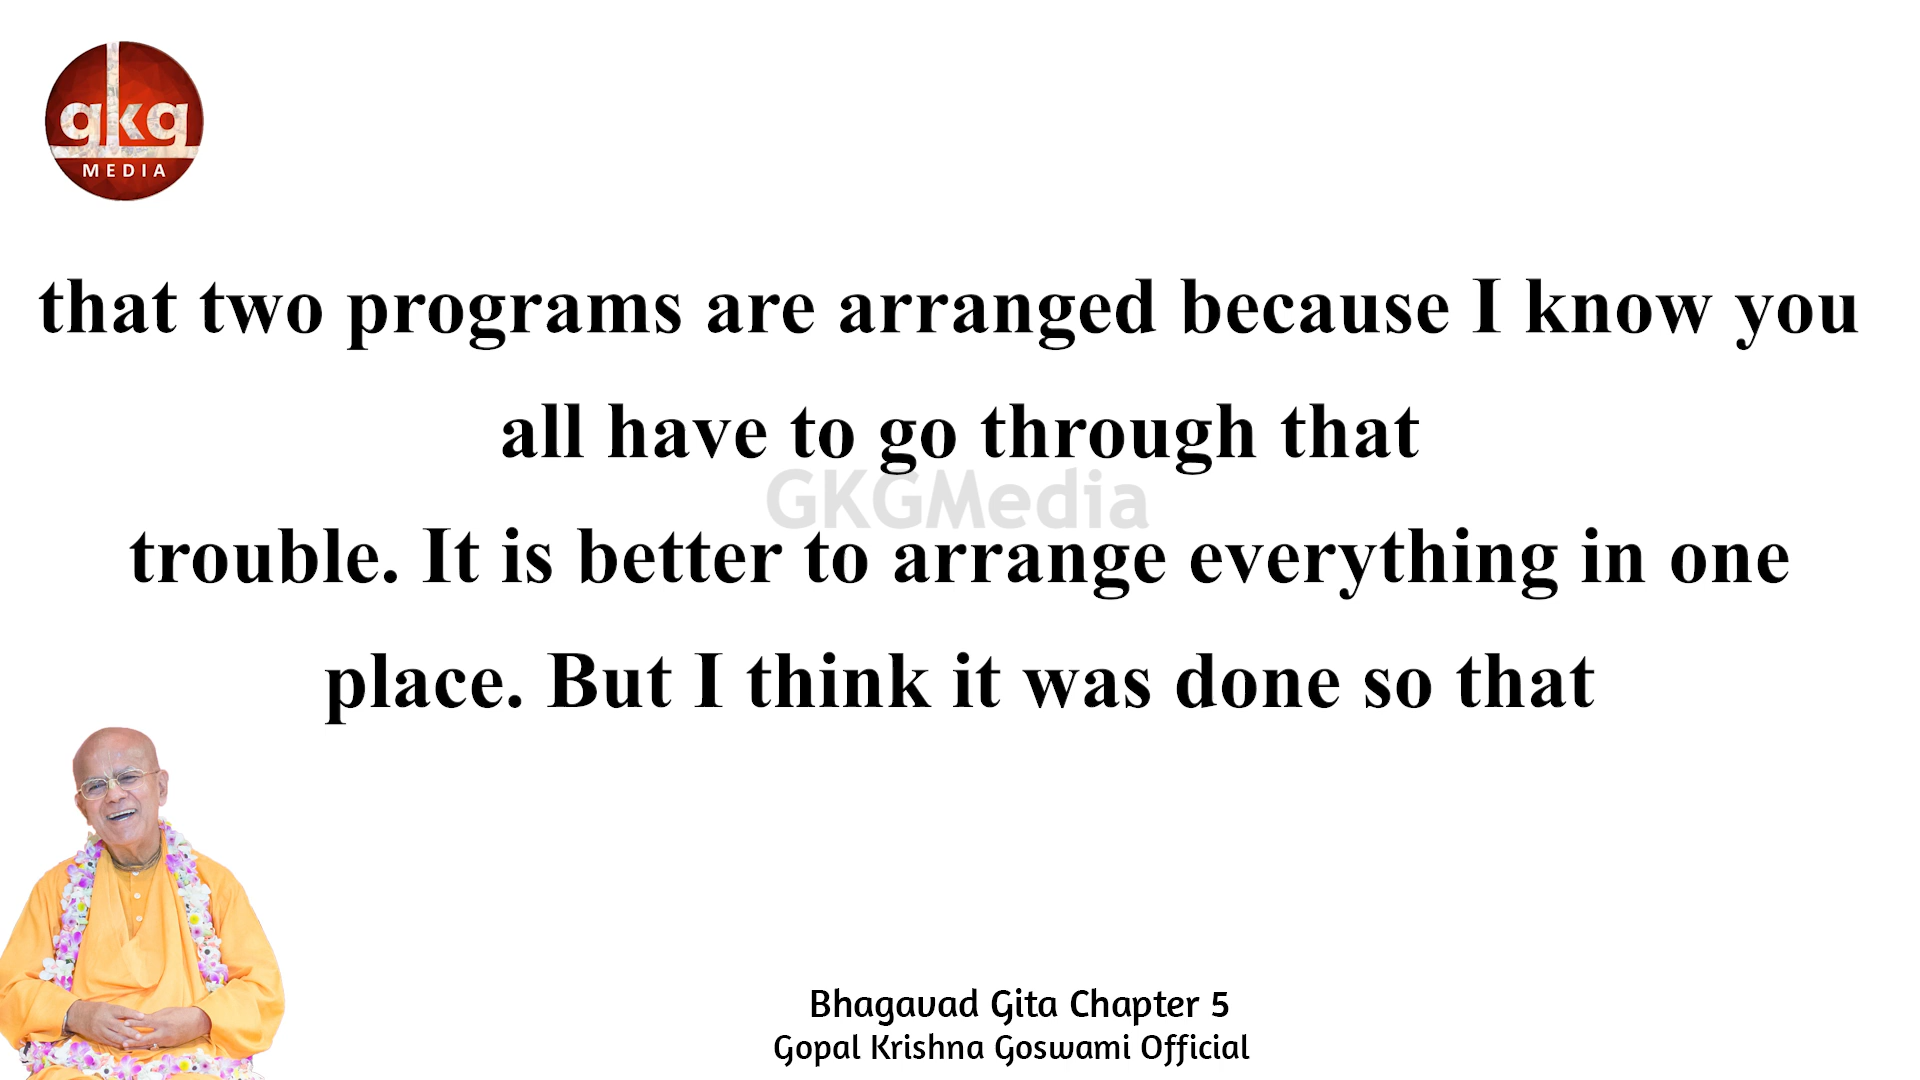 gkg
MEDIA
that two programs are arranged because I know you
all have to go through that
GKGMedia
trouble. It is better to arrange everything in one
place. But I think it was done so that
Bhagavad Gita Chapter 5
Gopal Krishna Goswami Official